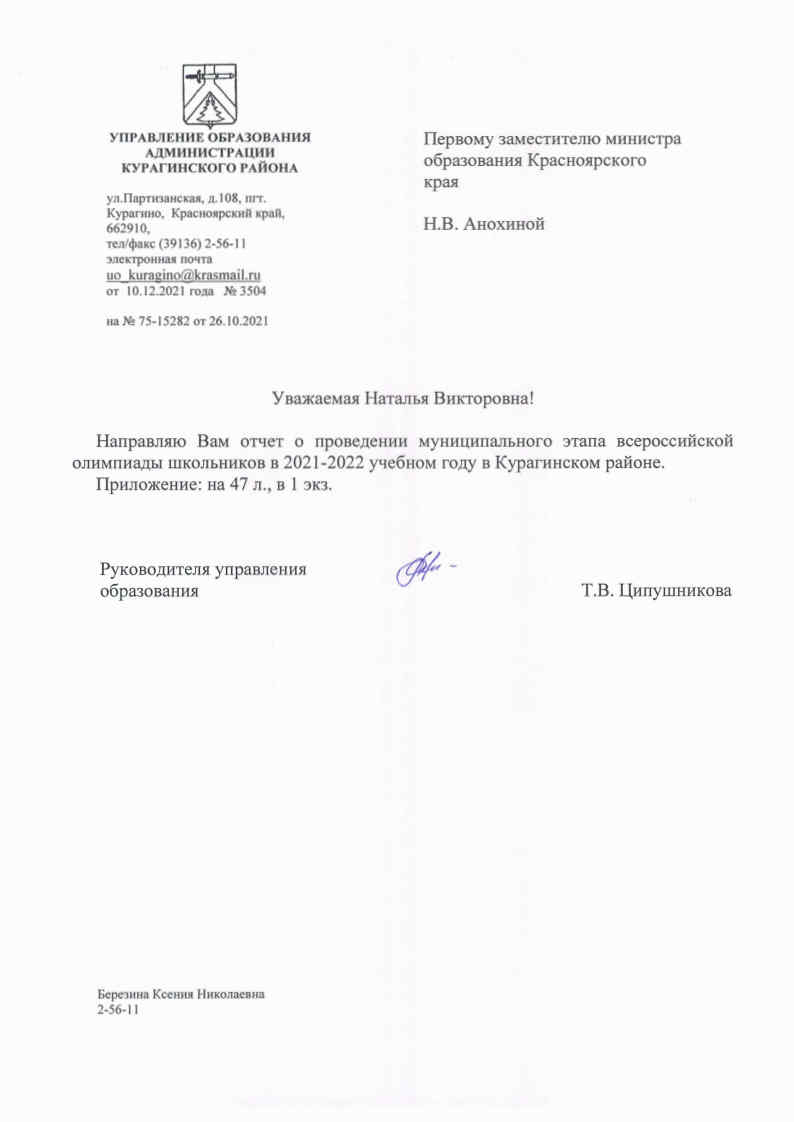 УПРАВЛЕНИЕ ОБРАЗОВАНИЯ
АДМИНИСТРАЦИИ
КУРАГИНСКОГО РАЙОНА
ул.Партизанская, д.108, пгт.
Курагино,  Красноярский край,
662910,
тел/факс (39136) 2-56-11
электронная почта
uo_kuragino@krasmail.ru
от  10.12.2021 года   № 3504
на № 75-15282 от 26.10.2021
Первому заместителю министра
образования Красноярского
края
Н.В. Анохиной
Уважаемая Наталья Викторовна!
Направляю Вам отчет о проведении муниципального этапа всероссийской
олимпиады школьников в 2021-2022 учебном году в Курагинском районе.
Приложение: на 47 л., в 1 экз.
Руководителя управления
образования
Т.В. Ципушникова
Березина Ксения Николаевна
2-56-11